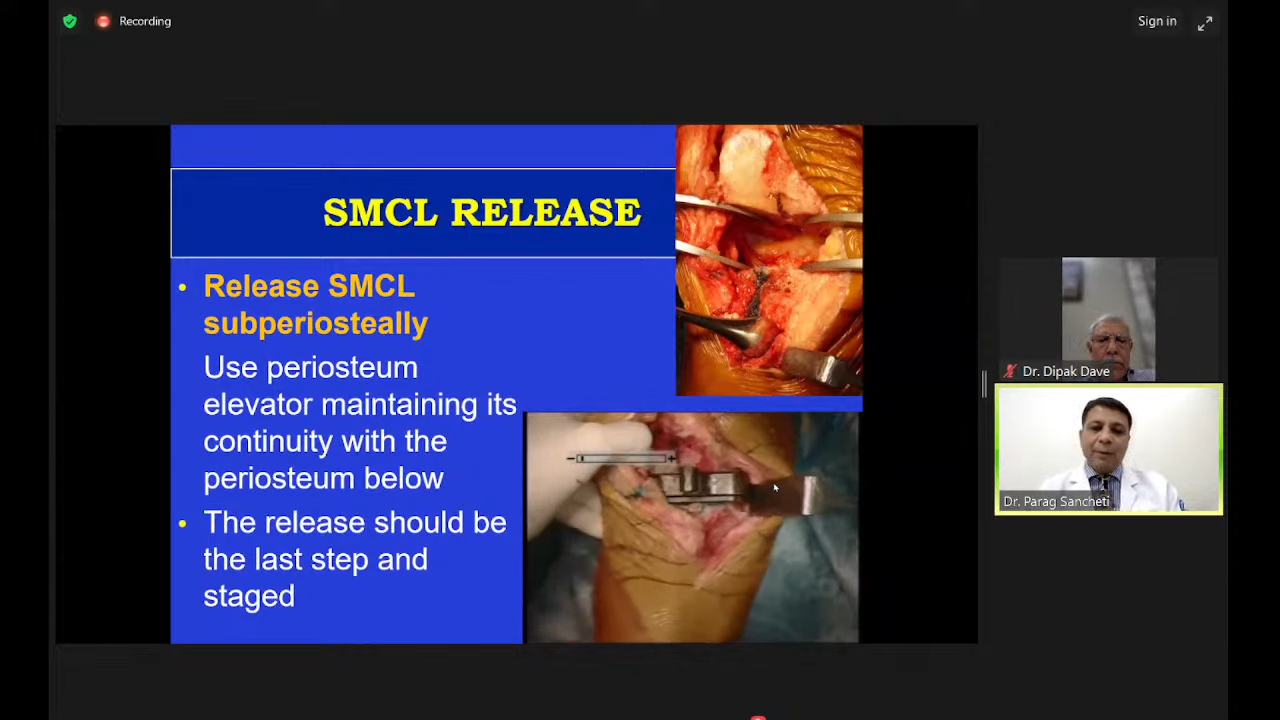 Recording
Sign in
SMCL RELEASE
• Release SMCL
subperiosteally
Use periosteum
elevator maintaining its
continuity with the
periosteum below
• The release should be
the last step and
staged
- +
Dr. Dipak Dave
Dr. Parag Sancheti